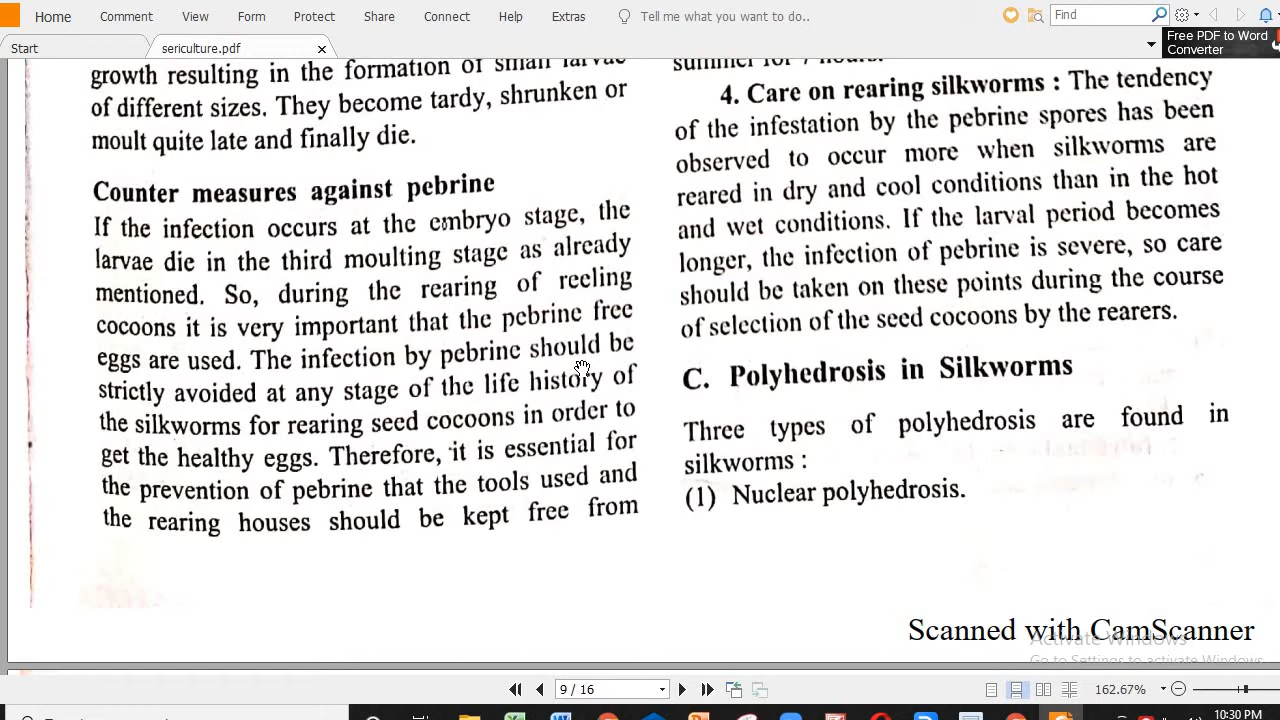 Home Comment View Form Protect Share Connect Help Extras Tell me what you want to do.. Find
Start sericulture.pdf x Free PDF to Word
Converter
growth resulting in the formation of small larvae
of different sizes. They become tardy, shrunken or
moult quite late and finally die.
Counter measures against pebrine
If the infection occurs at the embryo stage, the
larvae die in the third moulting stage as already
mentioned. So, during the rearing of reeling
cocoons it is very important that the pebrine free
eggs are used. The infection by pebrine should be
strictly avoided at any stage of the life history of
the silkworms for rearing seed cocoons in order to
get the healthy eggs. Therefore, it is essential for
the prevention of pebrine that the tools used and
the rearing houses should be kept free from
summer for 7 hours.
4. Care on rearing silkworms : The tendency
of the infestation by the pebrine spores has been
observed to occur more when silkworms are
reared in dry and cool conditions than in the hot
and wet conditions. If the larval period becomes
longer, the infection of pebrine is severe, so care
should be taken on these points during the course
of selection of the seed cocoons by the rearers.
C. Polyhedrosis in Silkworms
Three types of polyhedrosis are found in
silkworms :
(1) Nuclear polyhedrosis.
Scanned with CamScanner
Activate Windows
Go to Settings to activate Windows.
9 / 16 162.67%
10:30 PM